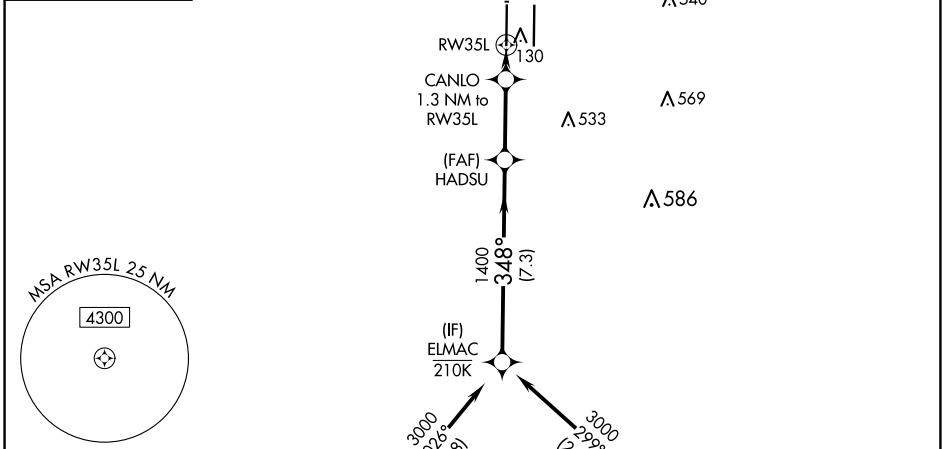 RW35L
130
CANLO
1.3 NM to
RW35L
569
533
(FAF)
HADSU
586
1400
348°
(7.3)
MSA RW35L 25 NM
4300
(IF)
ELMAC
210K
3000
3000